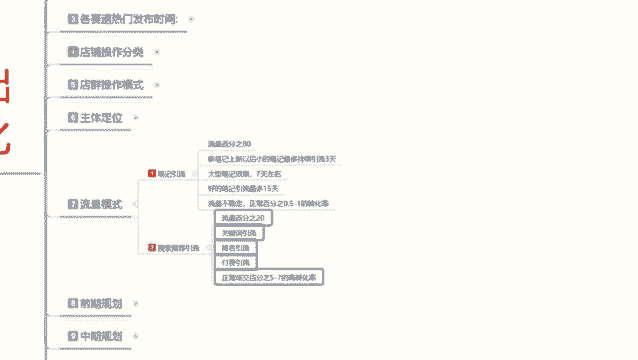 3 各赛道热门发布时间:
4 店铺操作分类
5 店群操作模式
6 主体定位
流量百分之80
新笔记上新以后小的笔记最多持续引流3天
1 笔记引流
大型笔记效果，7天左右
好的笔记引流最多15天
7 流量模式
流量不稳定，正常百分之0.5-1的转化率
流量百分之20
关键词引流
2 搜索推荐引流
排名引流
付费引流
正常成交百分之5-7的高转化率
8 前期规划
9 中期规划